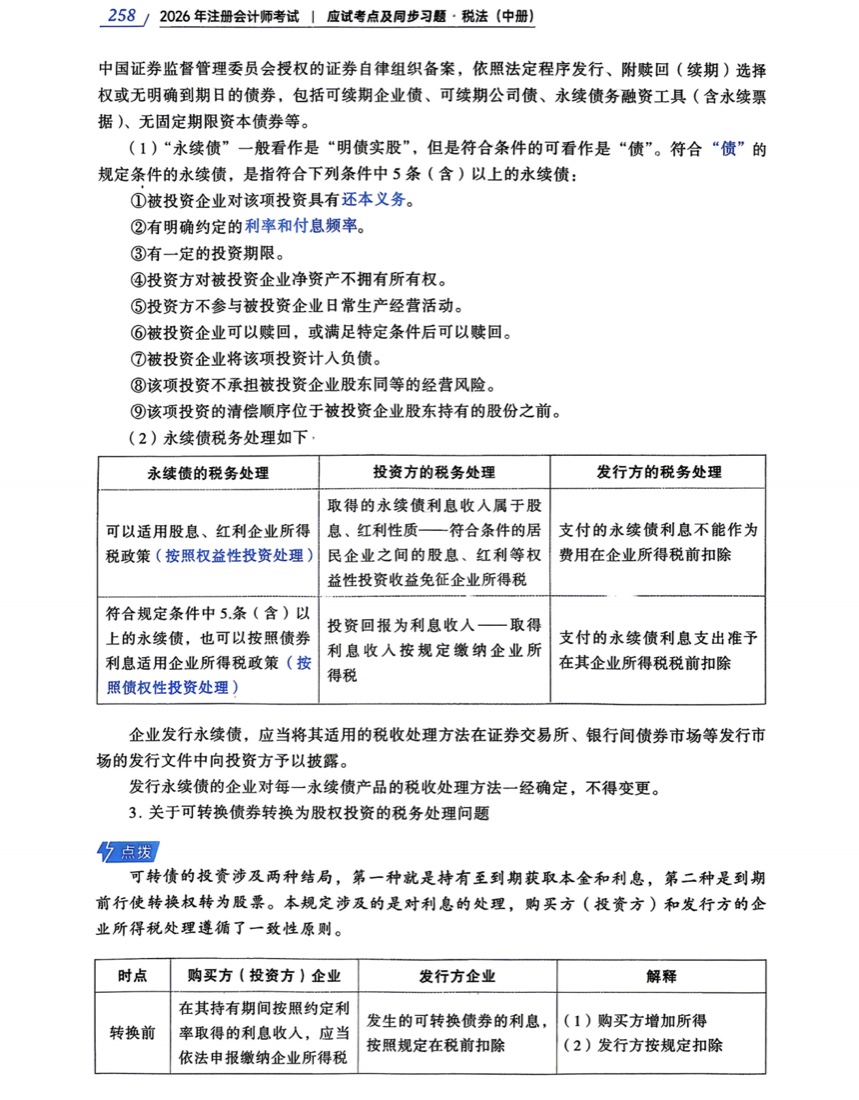 258 / 2026年注册会计师考试 | 应试考点及同步习题·税法（中册）
中国证券监督管理委员会授权的证券自律组织备案，依照法定程序发行、附赎回（续期）选择
权或无明确到期日的债券，包括可续期企业债、可续期公司债、永续债务融资工具（含永续票
据）、无固定期限资本债券等。
（1）“永续债”一般看作是“明债实股”，但是符合条件的可看作是“债”。符合“债”的
规定条件的永续债，是指符合下列条件中5条（含）以上的永续债：
①被投资企业对该项投资具有还本义务。
②有明确约定的利率和付息频率。
③有一定的投资期限。
④投资方对被投资企业净资产不拥有所有权。
⑤投资方不参与被投资企业日常生产经营活动。
⑥被投资企业可以赎回，或满足特定条件后可以赎回。
⑦被投资企业将该项投资计入负债。
⑧该项投资不承担被投资企业股东同等的经营风险。
⑨该项投资的清偿顺序位于被投资企业股东持有的股份之前。
（2）永续债税务处理如下·
永续债的税务处理
投资方的税务处理
发行方的税务处理
可以适用股息、红利企业所得
税政策（按照权益性投资处理）
取得的永续债利息收入属于股
息、红利性质——符合条件的居
民企业之间的股息、红利等权
益性投资收益免征企业所得税
支付的永续债利息不能作为
费用在企业所得税前扣除
符合规定条件中5.条（含）以
上的永续债，也可以按照债券
利息适用企业所得税政策（按
照债权性投资处理）
投资回报为利息收入——取得
利息收入按规定缴纳企业所
得税
支付的永续债利息支出准予
在其企业所得税税前扣除
企业发行永续债，应当将其适用的税收处理方法在证券交易所、银行间债券市场等发行市
场的发行文件中向投资方予以披露。
发行永续债的企业对每一永续债产品的税收处理方法一经确定，不得变更。
3. 关于可转换债券转换为股权投资的税务处理问题
点拨
可转债的投资涉及两种结局，第一种就是持有至到期获取本金和利息，第二种是到期
前行使转换权转为股票。本规定涉及的是对利息的处理，购买方（投资方）和发行方的企
业所得税处理遵循了一致性原则。
时点
购买方（投资方）企业
发行方企业
解释
转换前
在其持有期间按照约定利
率取得的利息收入，应当
依法申报缴纳企业所得税
发生的可转换债券的利息，
按照规定在税前扣除
（1）购买方增加所得
（2）发行方按规定扣除